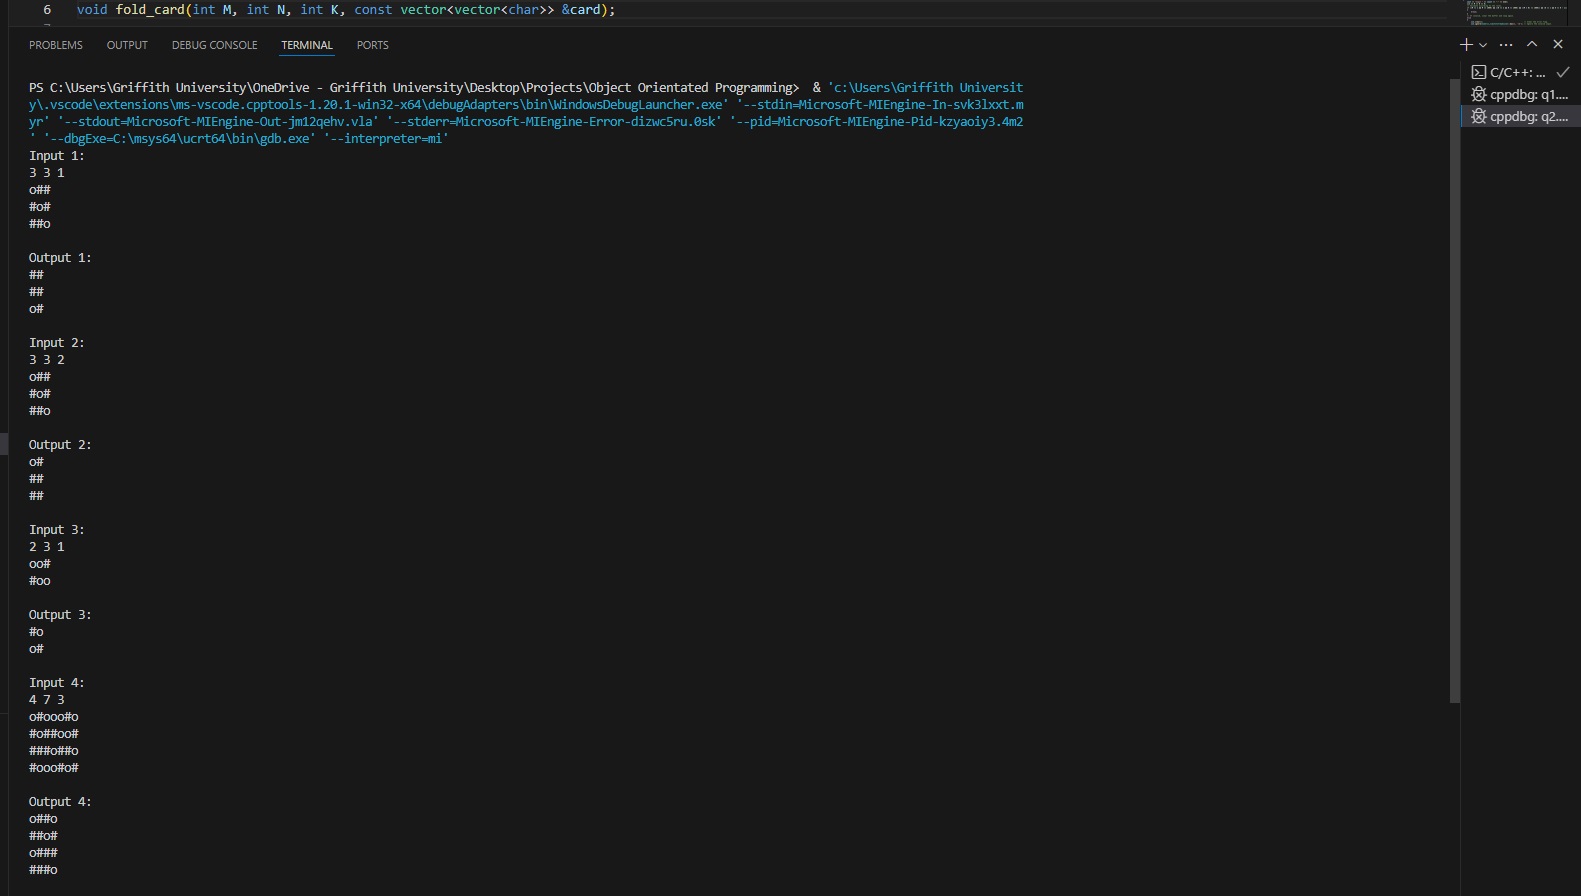 6 void fold_card(int M, int N, int K, const vector<vector<char>> &card);
PROBLEMS OUTPUT DEBUG CONSOLE TERMINAL PORTS
C/C++: ...
cppdbg: q1....
cppdbg: q2....
PS C:\Users\Griffith University\OneDrive - Griffith University\Desktop\Projects\Object Orientated Programming>  & 'c:\Users\Griffith Universit
y\.vscode\extensions\ms-vscode.cpptools-1.20.1-win32-x64\debugAdapters\bin\WindowsDebugLauncher.exe' '--stdin=Microsoft-MIEngine-In-svk3lxxt.m
yr' '--stdout=Microsoft-MIEngine-Out-jm12qehv.vla' '--stderr=Microsoft-MIEngine-Error-dizwc5ru.0sk' '--pid=Microsoft-MIEngine-Pid-kzyaoiy3.4m2
' '--dbgExe=C:\msys64\ucrt64\bin\gdb.exe' '--interpreter=mi'
Input 1:
3 3 1
o##
#o#
##o
Output 1:
##
##
o#
Input 2:
3 3 2
o##
#o#
##o
Output 2:
o#
##
##
Input 3:
2 3 1
oo#
#oo
Output 3:
#o
o#
Input 4:
4 7 3
o#ooo#o
#o##oo#
###o##o
#ooo#o#
Output 4:
o##o
##o#
o###
###o